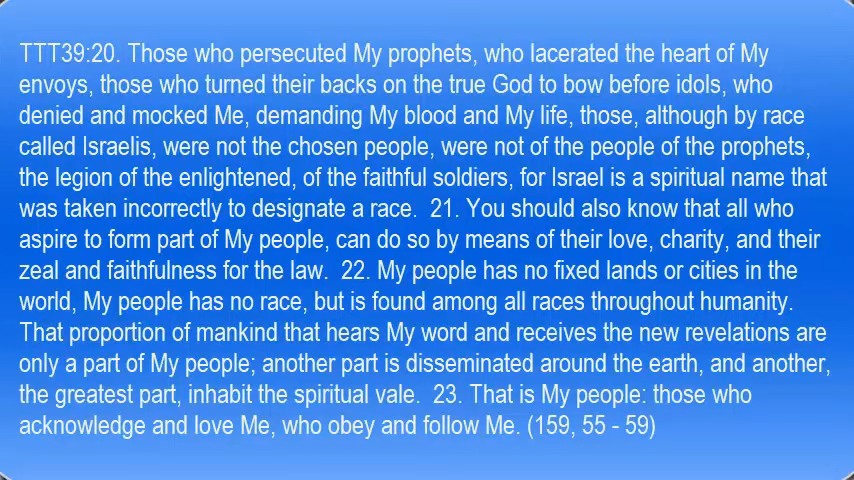 TTT39:20. Those who persecuted My prophets, who lacerated the heart of My
envoys, those who turned their backs on the true God to bow before idols, who
denied and mocked Me, demanding My blood and My life, those, although by race
called Israelis, were not the chosen people, were not of the people of the prophets,
the legion of the enlightened, of the faithful soldiers, for Israel is a spiritual name that
was taken incorrectly to designate a race.  21. You should also know that all who
aspire to form part of My people, can do so by means of their love, charity, and their
zeal and faithfulness for the law.  22. My people has no fixed lands or cities in the
world, My people has no race, but is found among all races throughout humanity.
That proportion of mankind that hears My word and receives the new revelations are
only a part of My people; another part is disseminated around the earth, and another,
the greatest part, inhabit the spiritual vale.  23. That is My people: those who
acknowledge and love Me, who obey and follow Me. (159, 55 - 59)